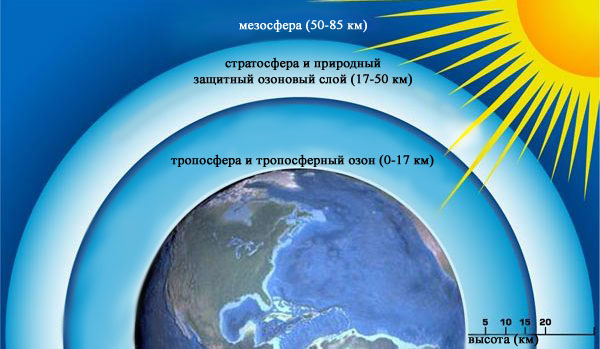 мезосфера (50-85 км)
стратосфера и природный
защитный озоновый слой (17-50 км)
тропосфера и тропосферный озон (0-17 км)
5 10 15 20
высота (км)